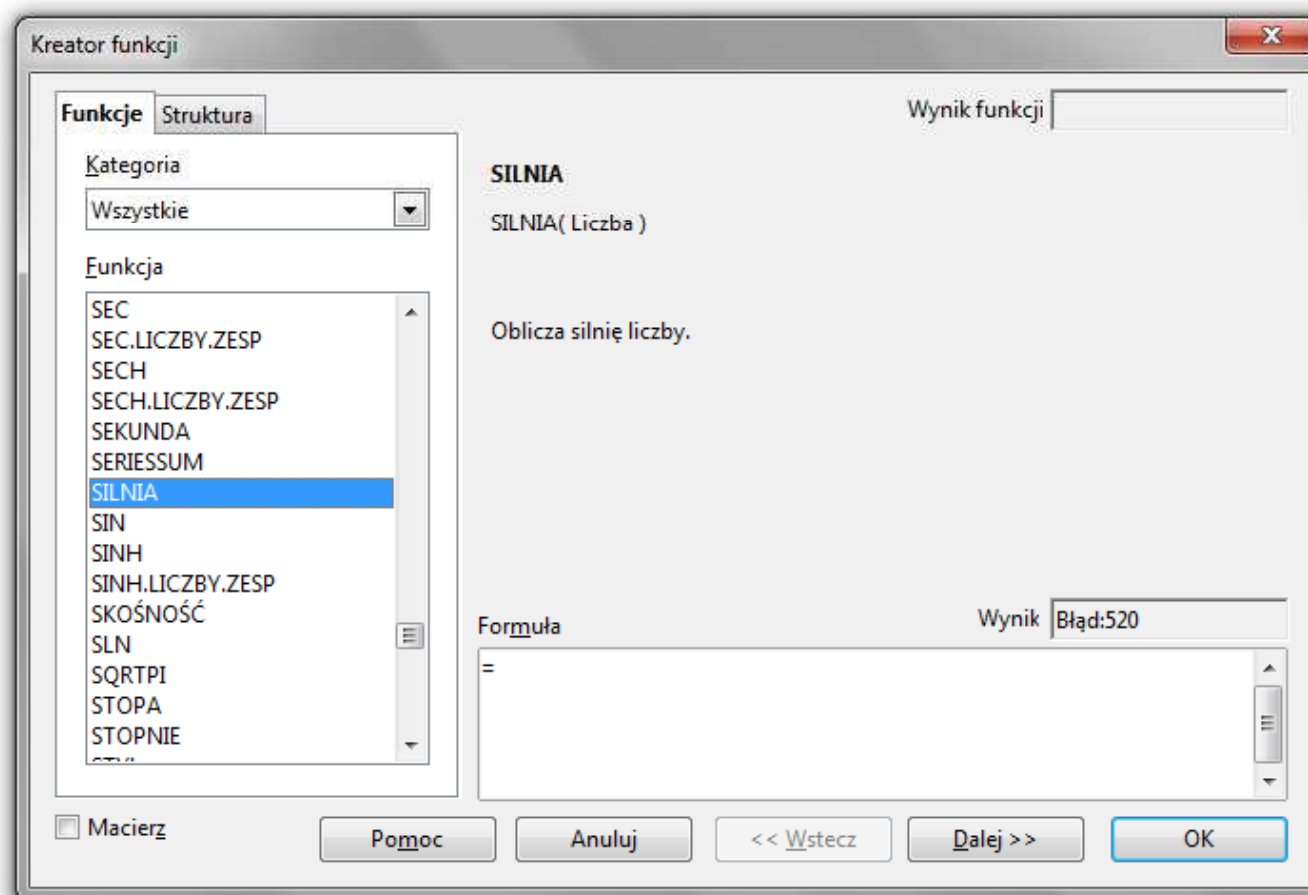 Kreator funkcji
Funkcje Struktura
Wynik funkcji
Kategoria
Wszystkie
Funkcja
SEC
SEC.LICZBY.ZESP
SECH
SECH.LICZBY.ZESP
SEKUNDA
SERIESSUM
SILNIA
SIN
SINH
SINH.LICZBY.ZESP
SKOŚNOŚĆ
SLN
SQRTPI
STOPA
STOPNIE
SILNIA
SILNIA( Liczba )
Oblicza silnię liczby.
Formuła
Wynik Błąd:520
=
Macierz
Pomoc
Anuluj
<< Wstecz
Dalej >>
OK